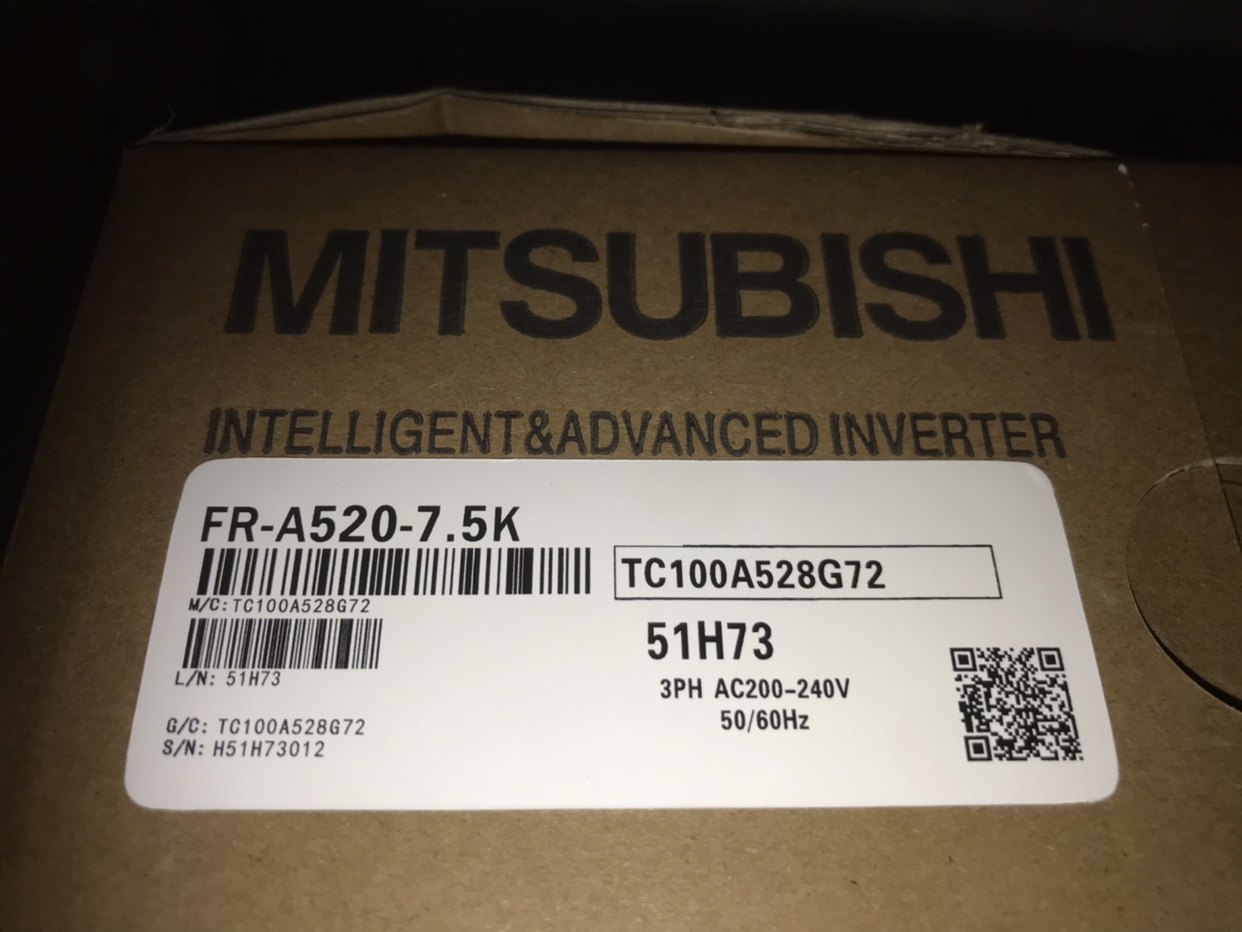 MITSUBISHI
INTELLIGENT&ADVANCED INVERTER
FR-A520-7.5K
TC100A528G72
M/C:TC100A528G72
51H73
L/N: 51H73
3PH AC200-240V
50/60Hz
G/C: TC100A528G72
S/N: H51H73012